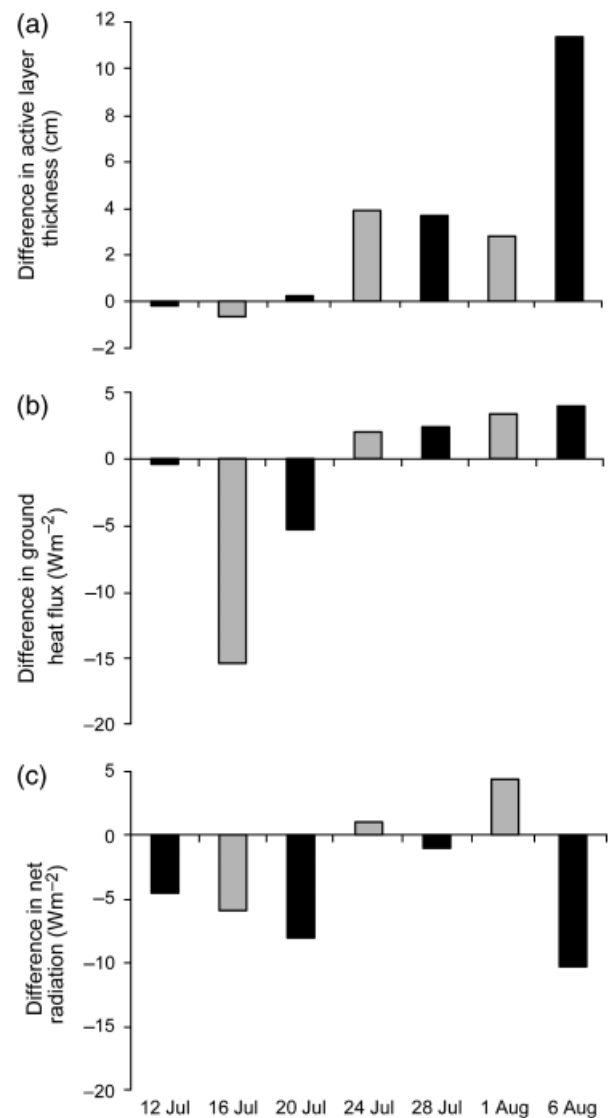 (a)
Difference in active layer
thickness (cm)
12
10
8
6
4
2
0
−2
(b)
Difference in ground
heat flux (Wm−2)
5
0
−5
−10
−15
−20
(c)
Difference in net
radiation (Wm−2)
5
0
−5
−10
−15
−20
12 Jul 16 Jul 20 Jul 24 Jul 28 Jul 1 Aug 6 Aug